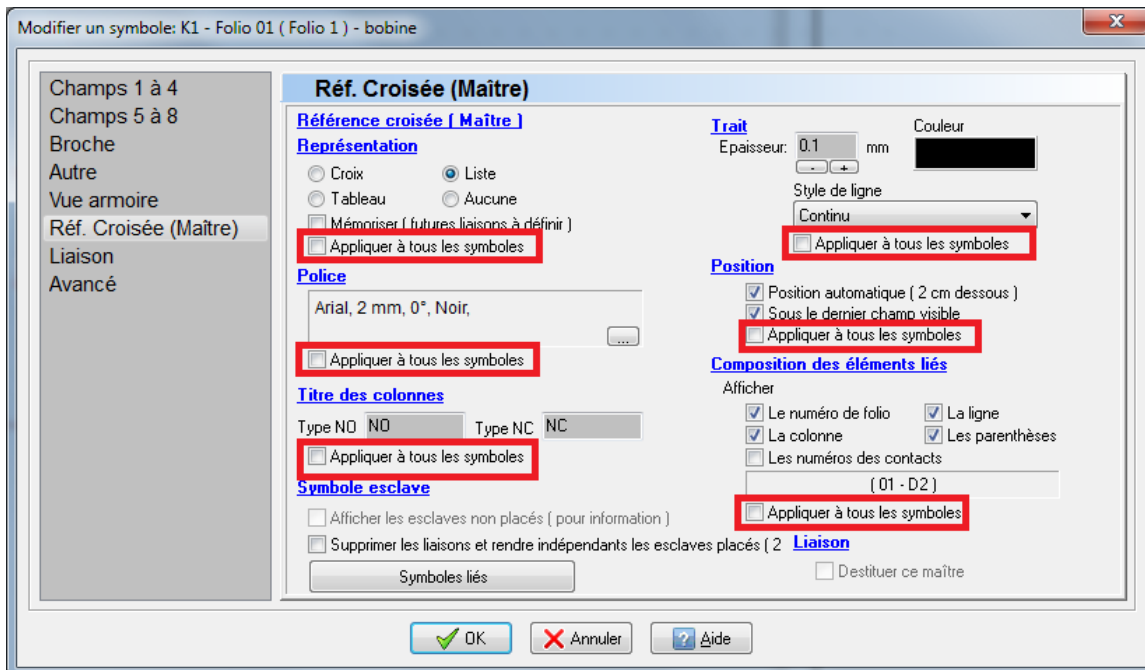 Modifier un symbole: K1 - Folio 01 ( Folio 1 ) - bobine
x
Champs 1 à 4
Champs 5 à 8
Broche
Autre
Vue armoire
Réf. Croisée (Maître)
Liaison
Avancé
Réf. Croisée (Maître)
Référence croisée ( Maître )
Représentation
Croix Liste
Tableau Aucune
Mémoriser ( futures liaisons à définir )
Appliquer à tous les symboles
Police
Arial, 2 mm, 0°, Noir,
...
Appliquer à tous les symboles
Titre des colonnes
Type NO NO Type NC NC
Appliquer à tous les symboles
Symbole esclave
Afficher les esclaves non placés ( pour information )
Supprimer les liaisons et rendre indépendants les esclaves placés ( 2
Symboles liés
Trait Couleur
Epaisseur: 0.1 mm
- +
Style de ligne
Continu
Appliquer à tous les symboles
Position
Position automatique ( 2 cm dessous )
Sous le dernier champ visible
Appliquer à tous les symboles
Composition des éléments liés
Afficher
Le numéro de folio La ligne
La colonne Les parenthèses
Les numéros des contacts
( 01 - D2 )
Appliquer à tous les symboles
Liaison
Destituer ce maître
OK Annuler ? Aide